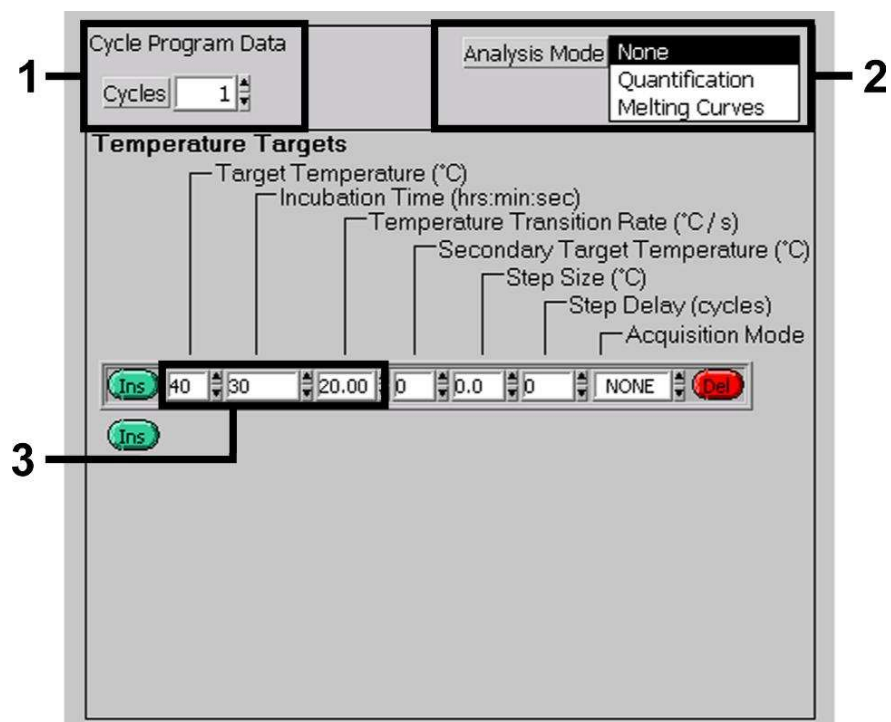 1
Cycle Program Data
Cycles 1
Analysis Mode None
Quantification
Melting Curves
2
Temperature Targets
Target Temperature (°C)
Incubation Time (hrs:min:sec)
Temperature Transition Rate (°C / s)
Secondary Target Temperature (°C)
Step Size (°C)
Step Delay (cycles)
Acquisition Mode
Ins 40 30 20.00 0 0.0 0 NONE Del
Ins
3